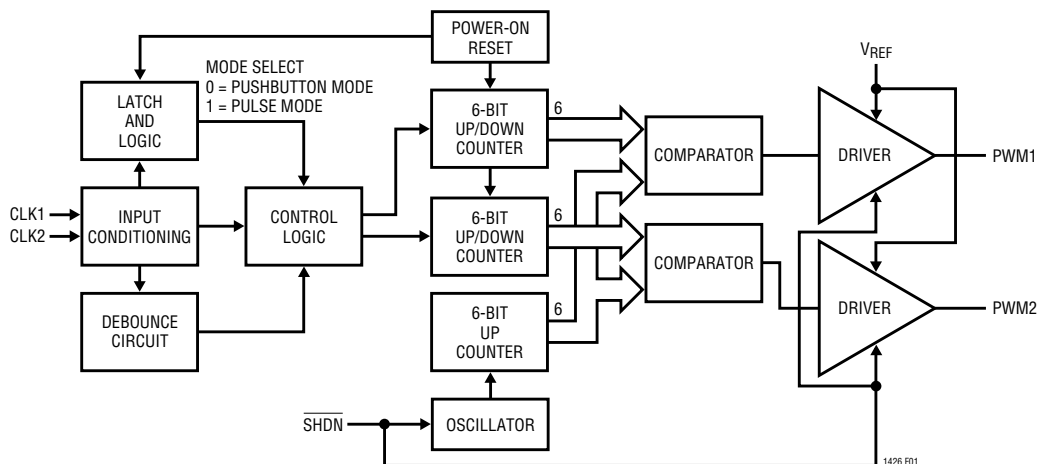 POWER-ON
RESET
VREF
MODE SELECT
0 = PUSHBUTTON MODE
1 = PULSE MODE
LATCH
AND
LOGIC
6-BIT
UP/DOWN
COUNTER
6
COMPARATOR
DRIVER
PWM1
CLK1
CLK2
INPUT
CONDITIONING
CONTROL
LOGIC
6-BIT
UP/DOWN
COUNTER
6
COMPARATOR
DRIVER
PWM2
DEBOUNCE
CIRCUIT
6-BIT
UP
COUNTER
6
SHDN
OSCILLATOR
1426 F01